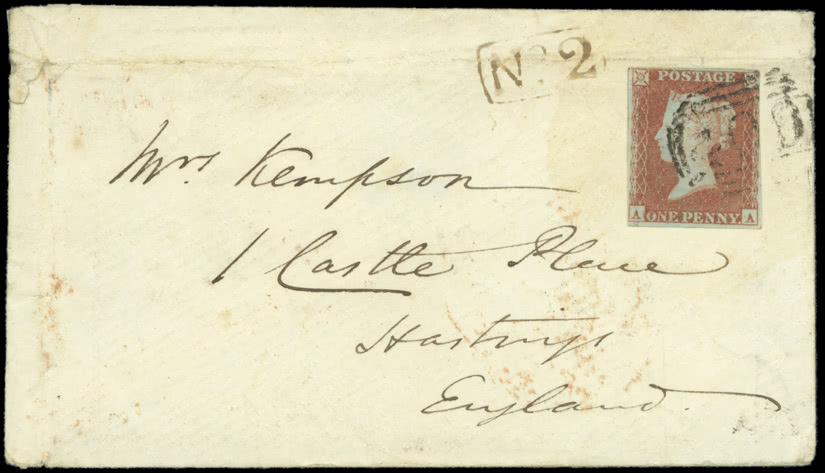 No. 2
POSTAGE
A A
ONE PENNY
Mrs Kempson
1 Castle Place
Hastings
England.